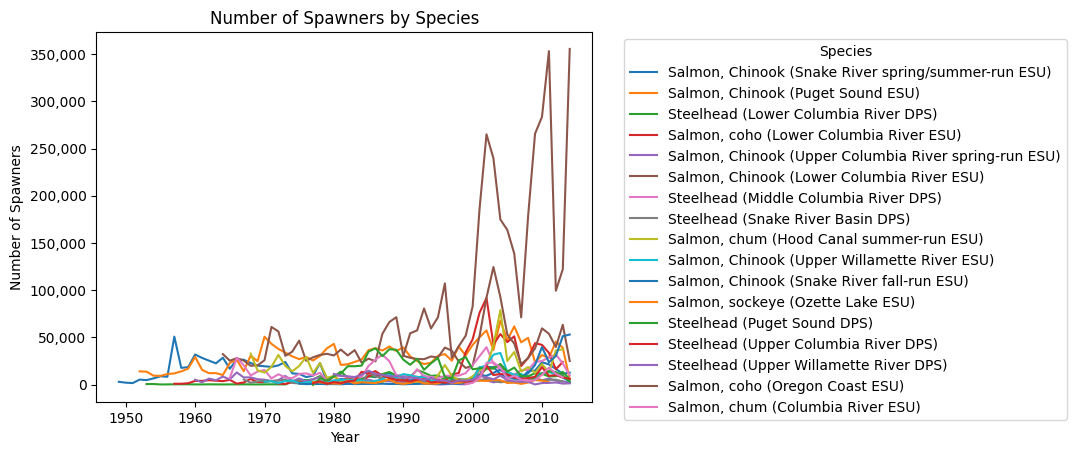 Number of Spawners by Species
Number of Spawners
350,000
300,000
250,000
200,000
150,000
100,000
50,000
0
1950
1960
1970
1980
1990
2000
2010
Year
Species
Salmon, Chinook (Snake River spring/summer-run ESU)
Salmon, Chinook (Puget Sound ESU)
Steelhead (Lower Columbia River DPS)
Salmon, coho (Lower Columbia River ESU)
Salmon, Chinook (Upper Columbia River spring-run ESU)
Salmon, Chinook (Lower Columbia River ESU)
Steelhead (Middle Columbia River DPS)
Steelhead (Snake River Basin DPS)
Salmon, chum (Hood Canal summer-run ESU)
Salmon, Chinook (Upper Willamette River ESU)
Salmon, Chinook (Snake River fall-run ESU)
Salmon, sockeye (Ozette Lake ESU)
Steelhead (Puget Sound DPS)
Steelhead (Upper Columbia River DPS)
Steelhead (Upper Willamette River DPS)
Salmon, coho (Oregon Coast ESU)
Salmon, chum (Columbia River ESU)